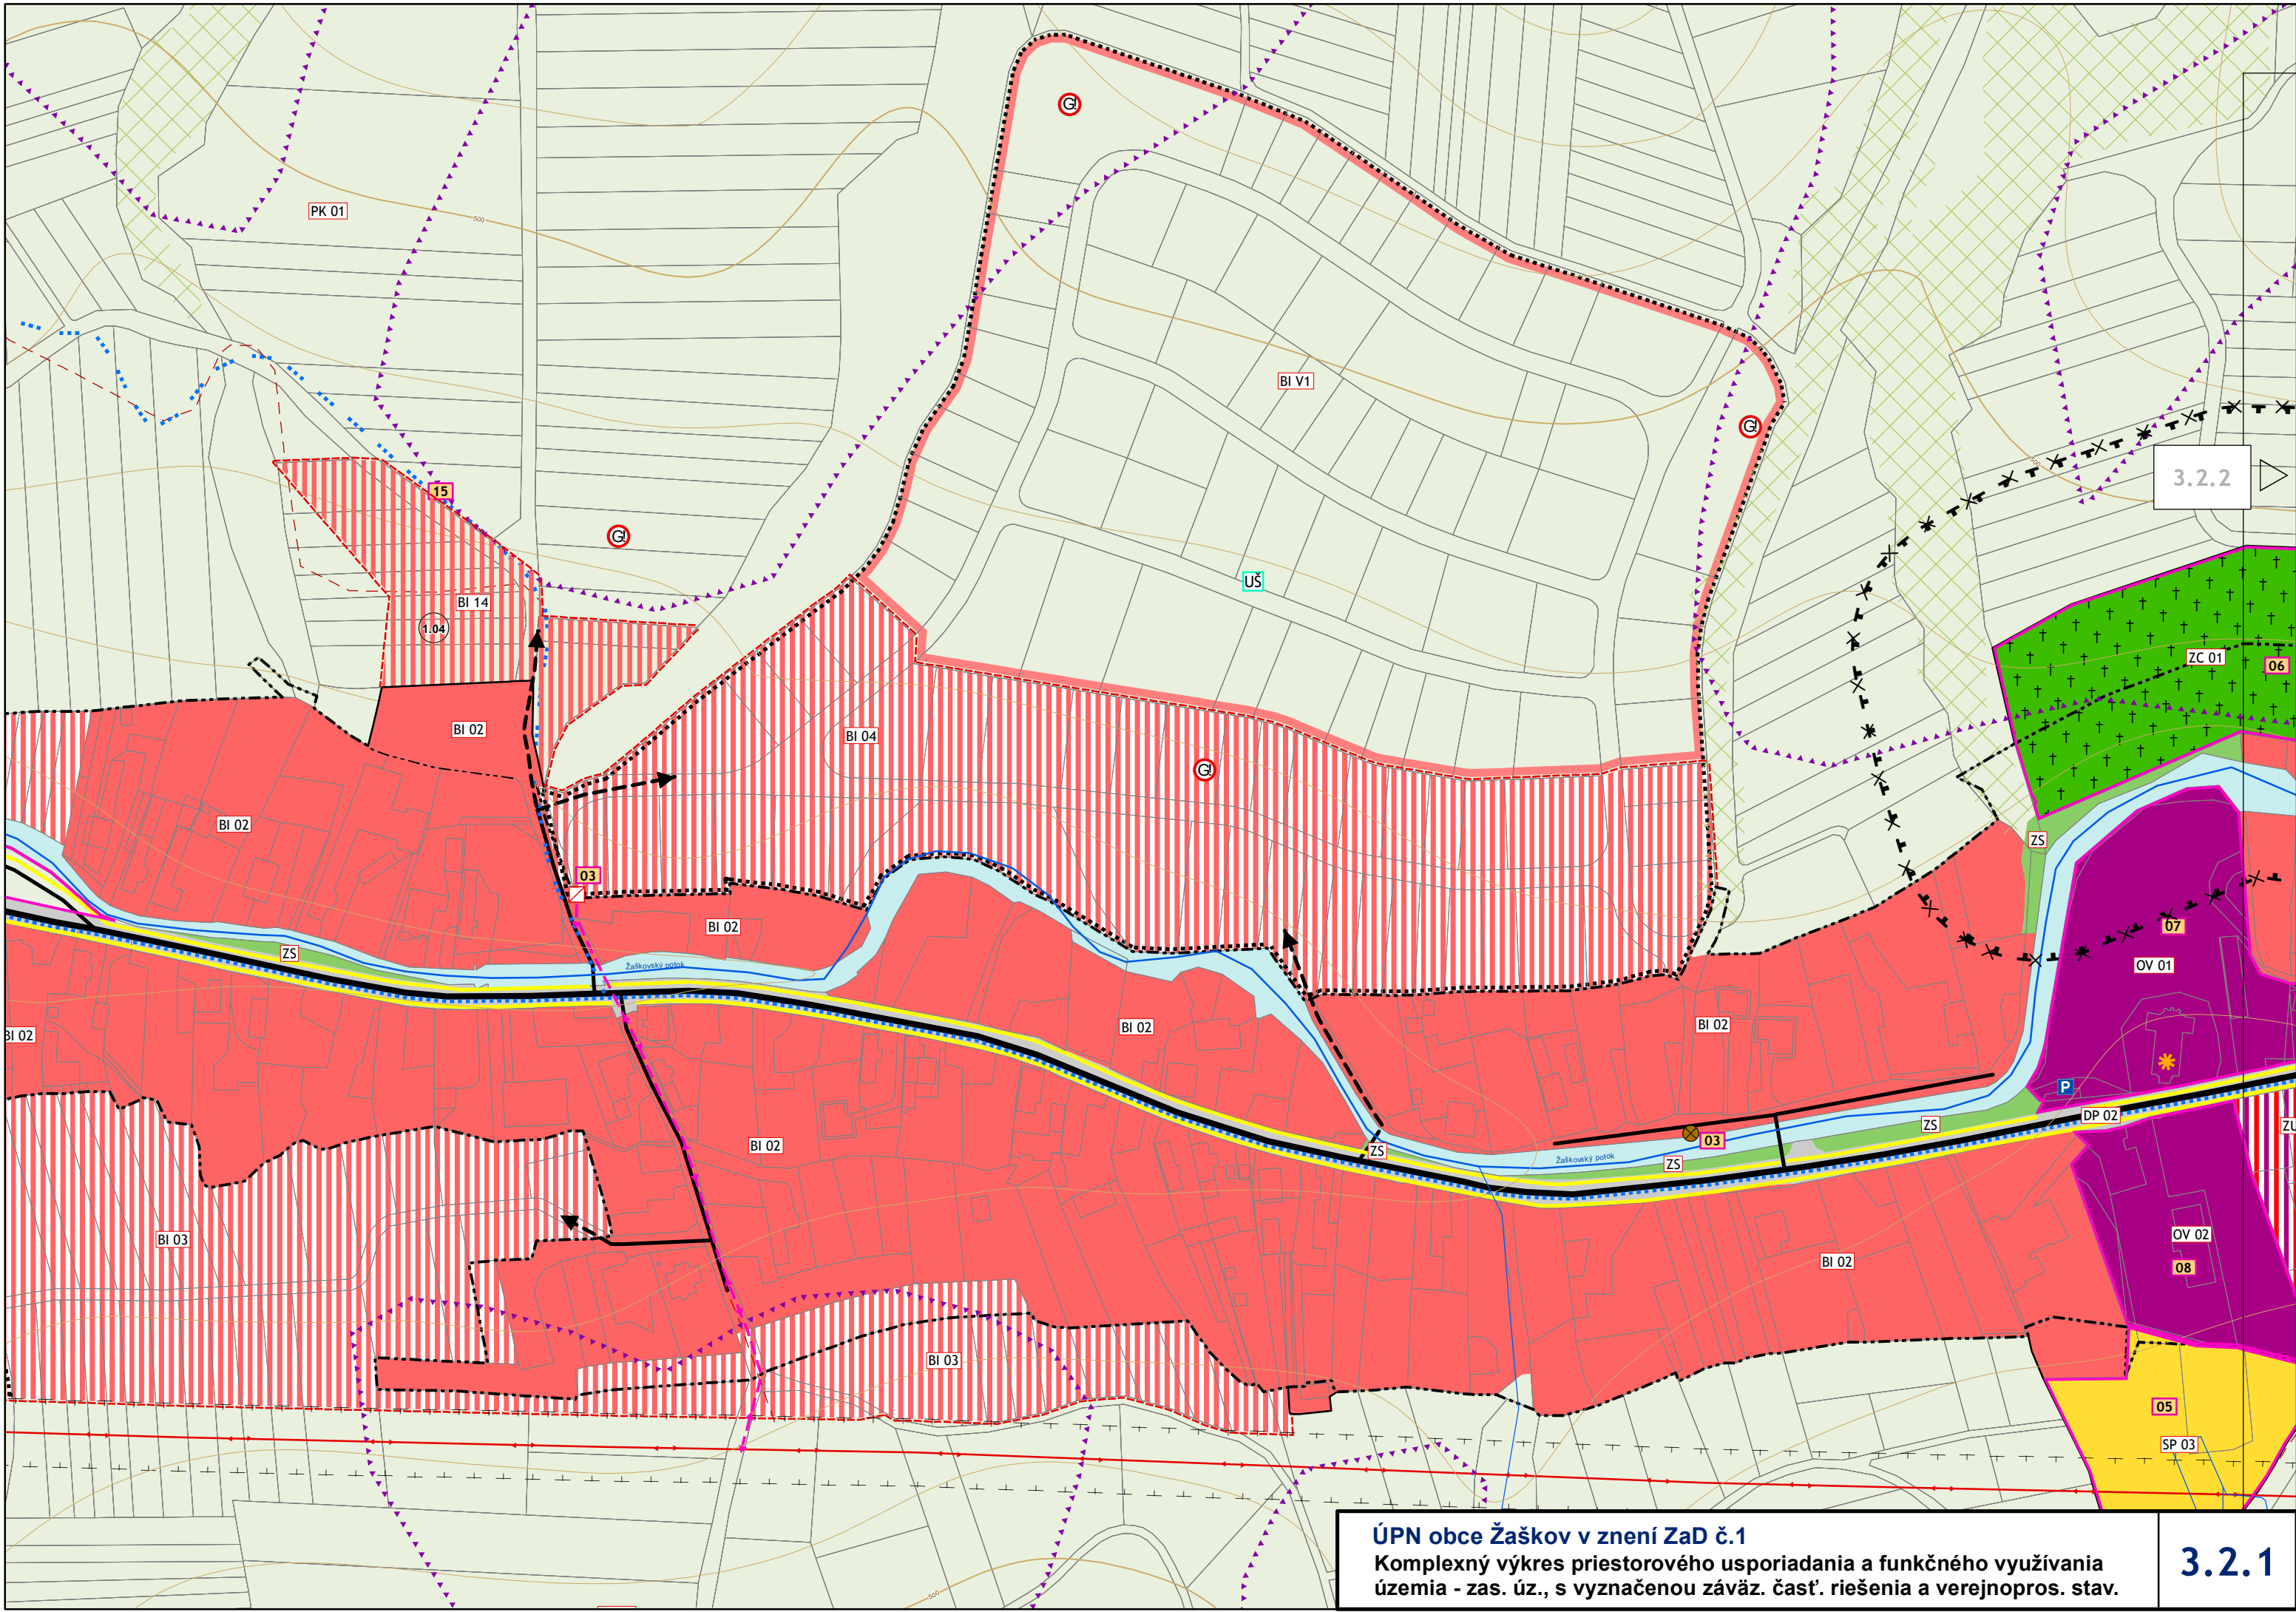 G!
PK 01
500
BI V1
G!
500
3.2.2
15
G!
UŠ
BI 14
1.04
ZC 01
06
BI 02
BI 04
G!
BI 02
ZS
03
BI 02
07
ZS
OV 01
Žaškovský potok
BI 02
BI 02
BI 02
P
DP 02
ZS
ZU
03
BI 02
ZS
Žaškovský potok
ZS
BI 03
OV 02
BI 02
08
BI 03
05
SP 03
500
ÚPN obce Žaškov v znení ZaD č.1
Komplexný výkres priestorového usporiadania a funkčného využívania
územia - zas. úz., s vyznačenou záväz. časť. riešenia a verejnopros. stav.
3.2.1